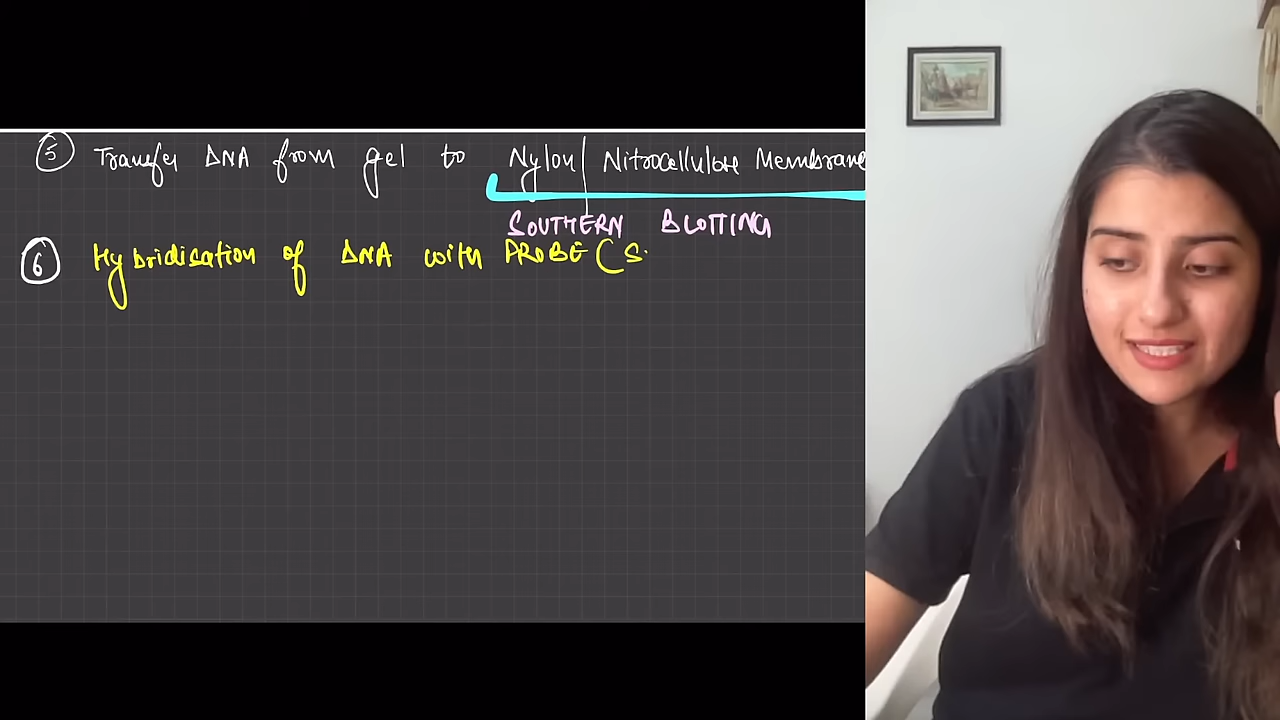 5 Transfer DNA from gel to Nylon/ Nitrocellulose Membrane
SOUTHERN BLOTTING
6 Hybridisation of DNA with PROBE (S.